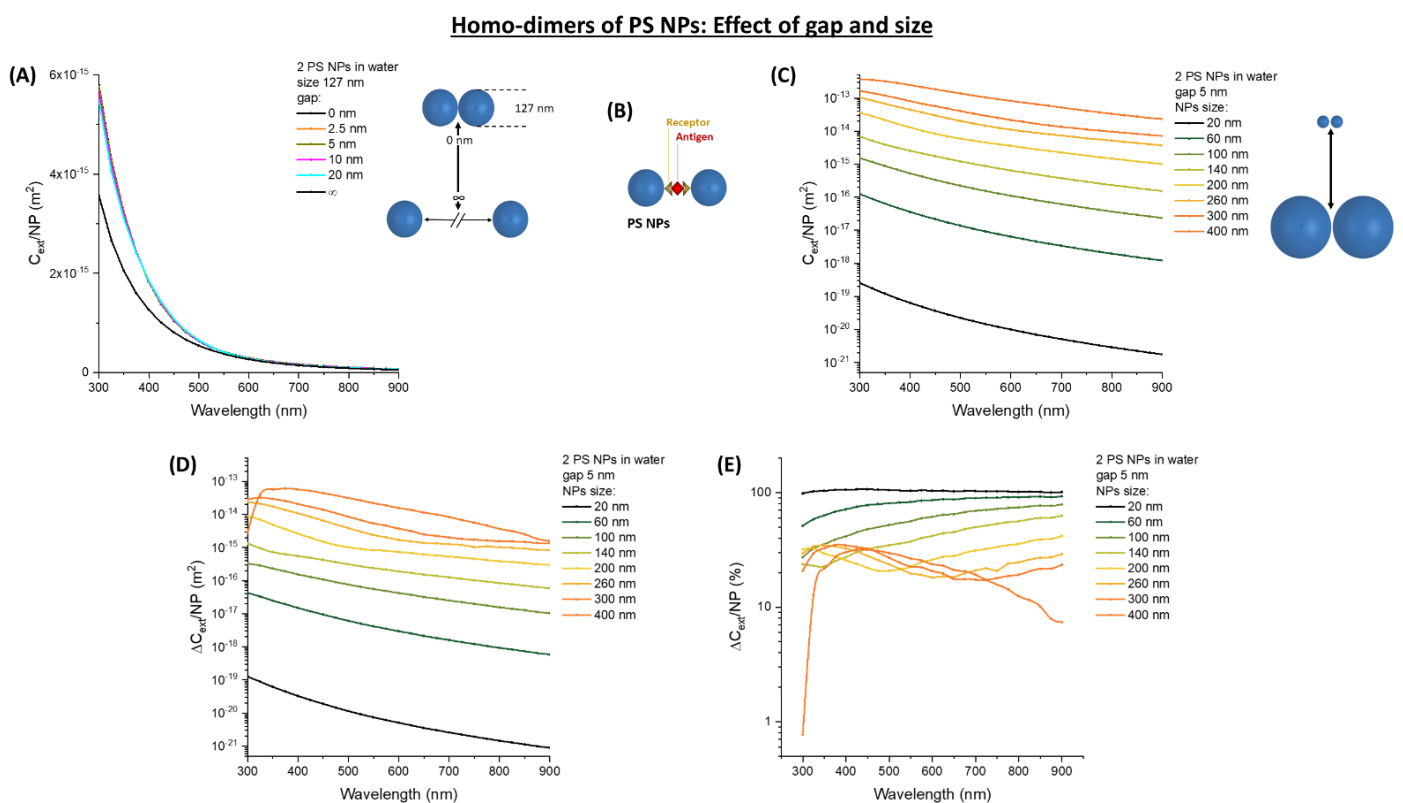 Homo-dimers of PS NPs: Effect of gap and size
(A)
6x10⁻¹⁵
4x10⁻¹⁵
2x10⁻¹⁵
0
C_ext/NP (m²)
300 400 500 600 700 800 900
Wavelength (nm)
2 PS NPs in water
size 127 nm
gap:
0 nm
2.5 nm
5 nm
10 nm
20 nm
∞
127 nm
0 nm
∞
(B)
Receptor
Antigen
PS NPs
(C)
10⁻¹³
10⁻¹⁴
10⁻¹⁵
10⁻¹⁶
10⁻¹⁷
10⁻¹⁸
10⁻¹⁹
10⁻²⁰
10⁻²¹
C_ext/NP (m²)
300 400 500 600 700 800 900
Wavelength (nm)
2 PS NPs in water
gap 5 nm
NPs size:
20 nm
60 nm
100 nm
140 nm
200 nm
260 nm
300 nm
400 nm
(D)
10⁻¹³
10⁻¹⁴
10⁻¹⁵
10⁻¹⁶
10⁻¹⁷
10⁻¹⁸
10⁻¹⁹
10⁻²⁰
10⁻²¹
ΔC_ext/NP (m²)
300 400 500 600 700 800 900
Wavelength (nm)
2 PS NPs in water
gap 5 nm
NPs size:
20 nm
60 nm
100 nm
140 nm
200 nm
260 nm
300 nm
400 nm
(E)
100
10
1
ΔC_ext/NP (%)
300 400 500 600 700 800 900
Wavelength (nm)
2 PS NPs in water
gap 5 nm
NPs size:
20 nm
60 nm
100 nm
140 nm
200 nm
260 nm
300 nm
400 nm